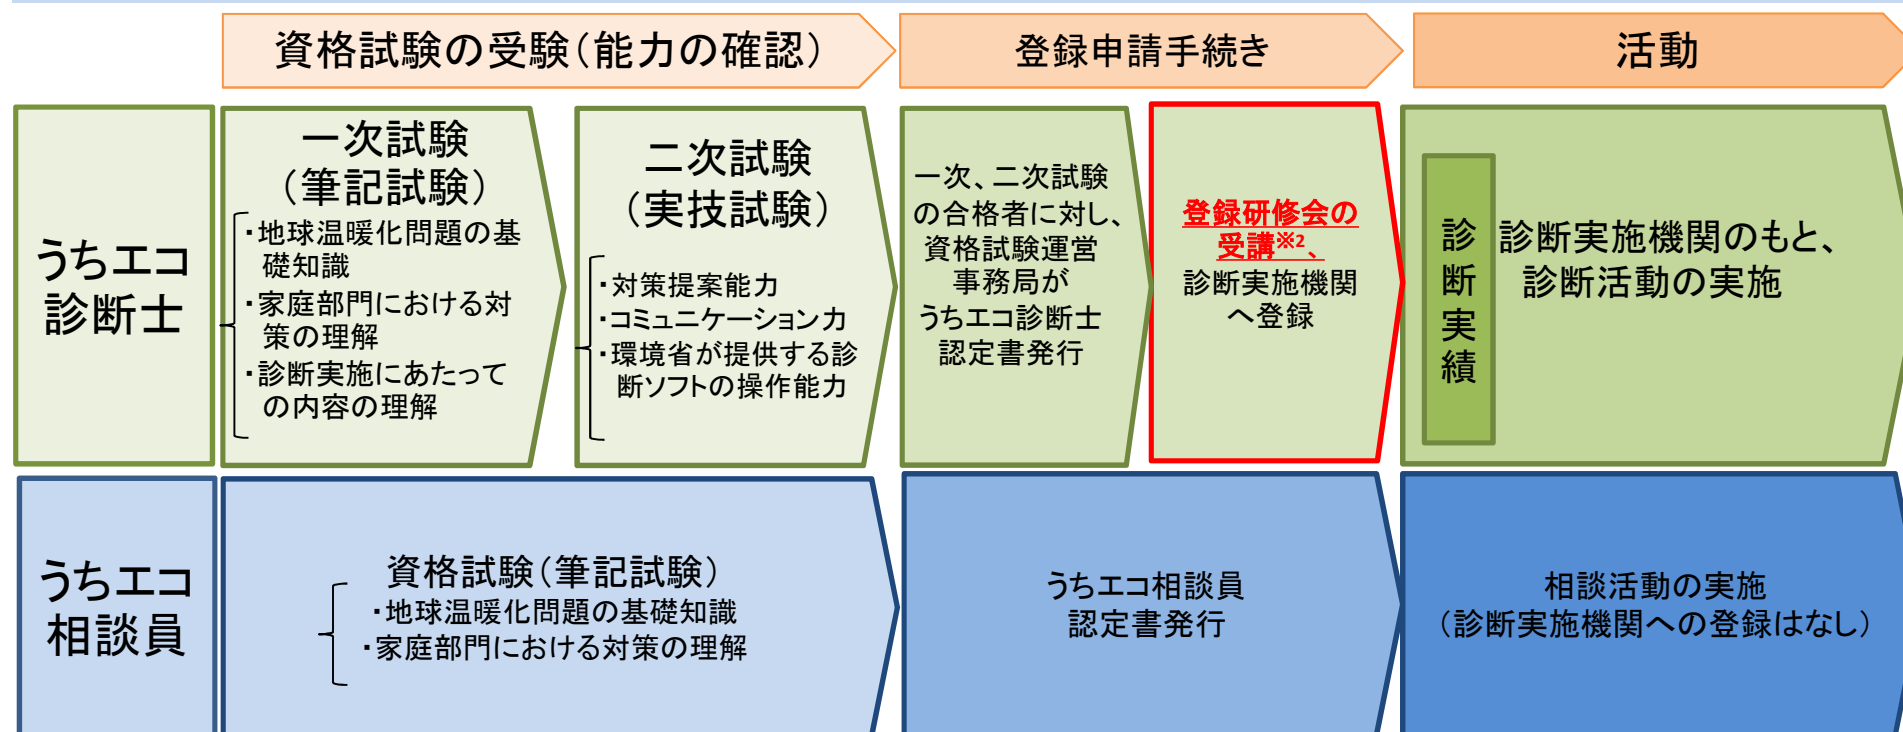 資格試験の受験（能力の確認）
登録申請手続き
活動
うちエコ
診断士
一次試験
（筆記試験）
・地球温暖化問題の基
礎知識
・家庭部門における対
策の理解
・診断実施にあたって
の内容の理解
二次試験
（実技試験）
・対策提案能力
・コミュニケーション力
・環境省が提供する診
断ソフトの操作能力
一次、二次試験
の合格者に対し、
資格試験運営
事務局が
うちエコ診断士
認定書発行
登録研修会の
受講※2、
診断実施機関
へ登録
診断実績
診断実施機関のもと、
診断活動の実施
うちエコ
相談員
資格試験（筆記試験）
・地球温暖化問題の基礎知識
・家庭部門における対策の理解
うちエコ相談員
認定書発行
相談活動の実施
（診断実施機関への登録はなし）